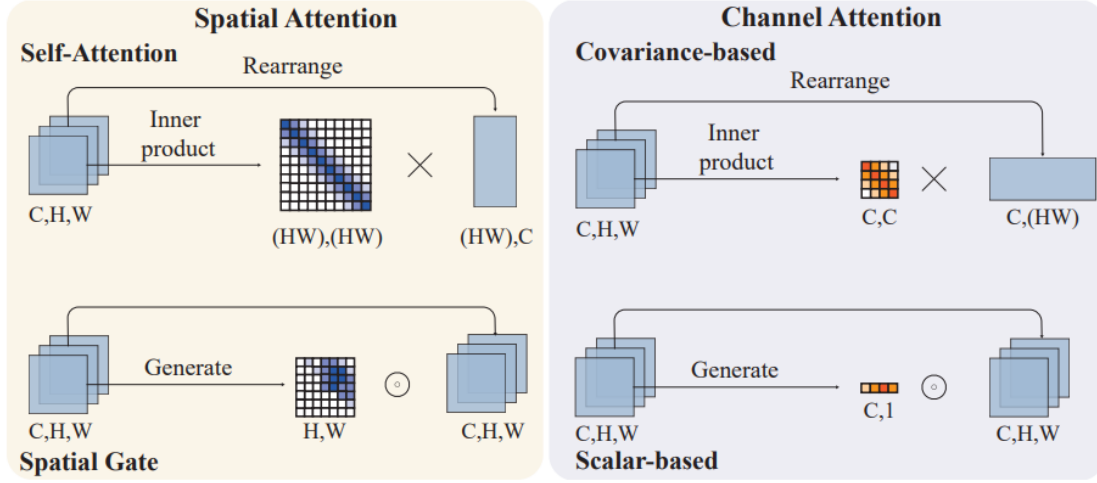 Spatial Attention
Self-Attention
Rearrange
Inner
product
C,H,W
(HW),(HW)
(HW),C
Generate
C,H,W
H,W
C,H,W
Spatial Gate
Channel Attention
Covariance-based
Rearrange
Inner
product
C,H,W
C,C
C,(HW)
Generate
C,H,W
C,1
C,H,W
Scalar-based